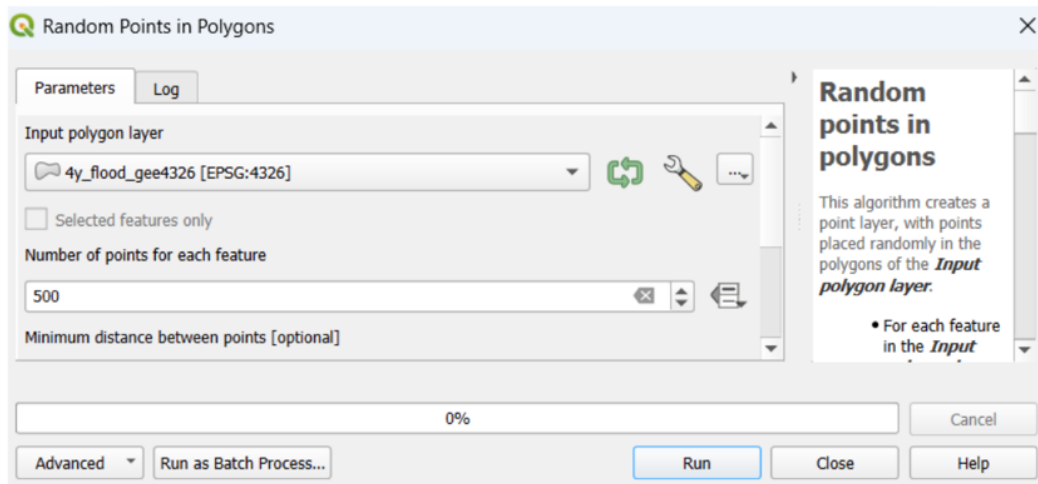 Random Points in Polygons
Parameters
Log
Input polygon layer
4y_flood_gee4326 [EPSG:4326]
...
Selected features only
Number of points for each feature
500
Minimum distance between points [optional]
Random
points in
polygons
This algorithm creates a
point layer, with points
placed randomly in the
polygons of the Input
polygon layer.
• For each feature
in the Input
0%
Cancel
Advanced
Run as Batch Process...
Run
Close
Help